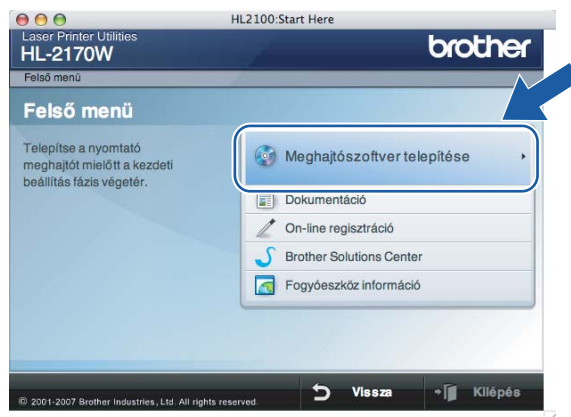 HL2100:Start Here
Laser Printer Utilities
HL-2170W
brother
Felső menü
Felső menü
Telepítse a nyomtató
meghajtót mielőtt a kezdeti
beállítás fázis végetér.
Meghajtószoftver telepítése
Dokumentáció
On-line regisztráció
Brother Solutions Center
Fogyóeszköz információ
© 2001-2007 Brother Industries, Ltd. All rights reserved.
Vissza
Kilépés